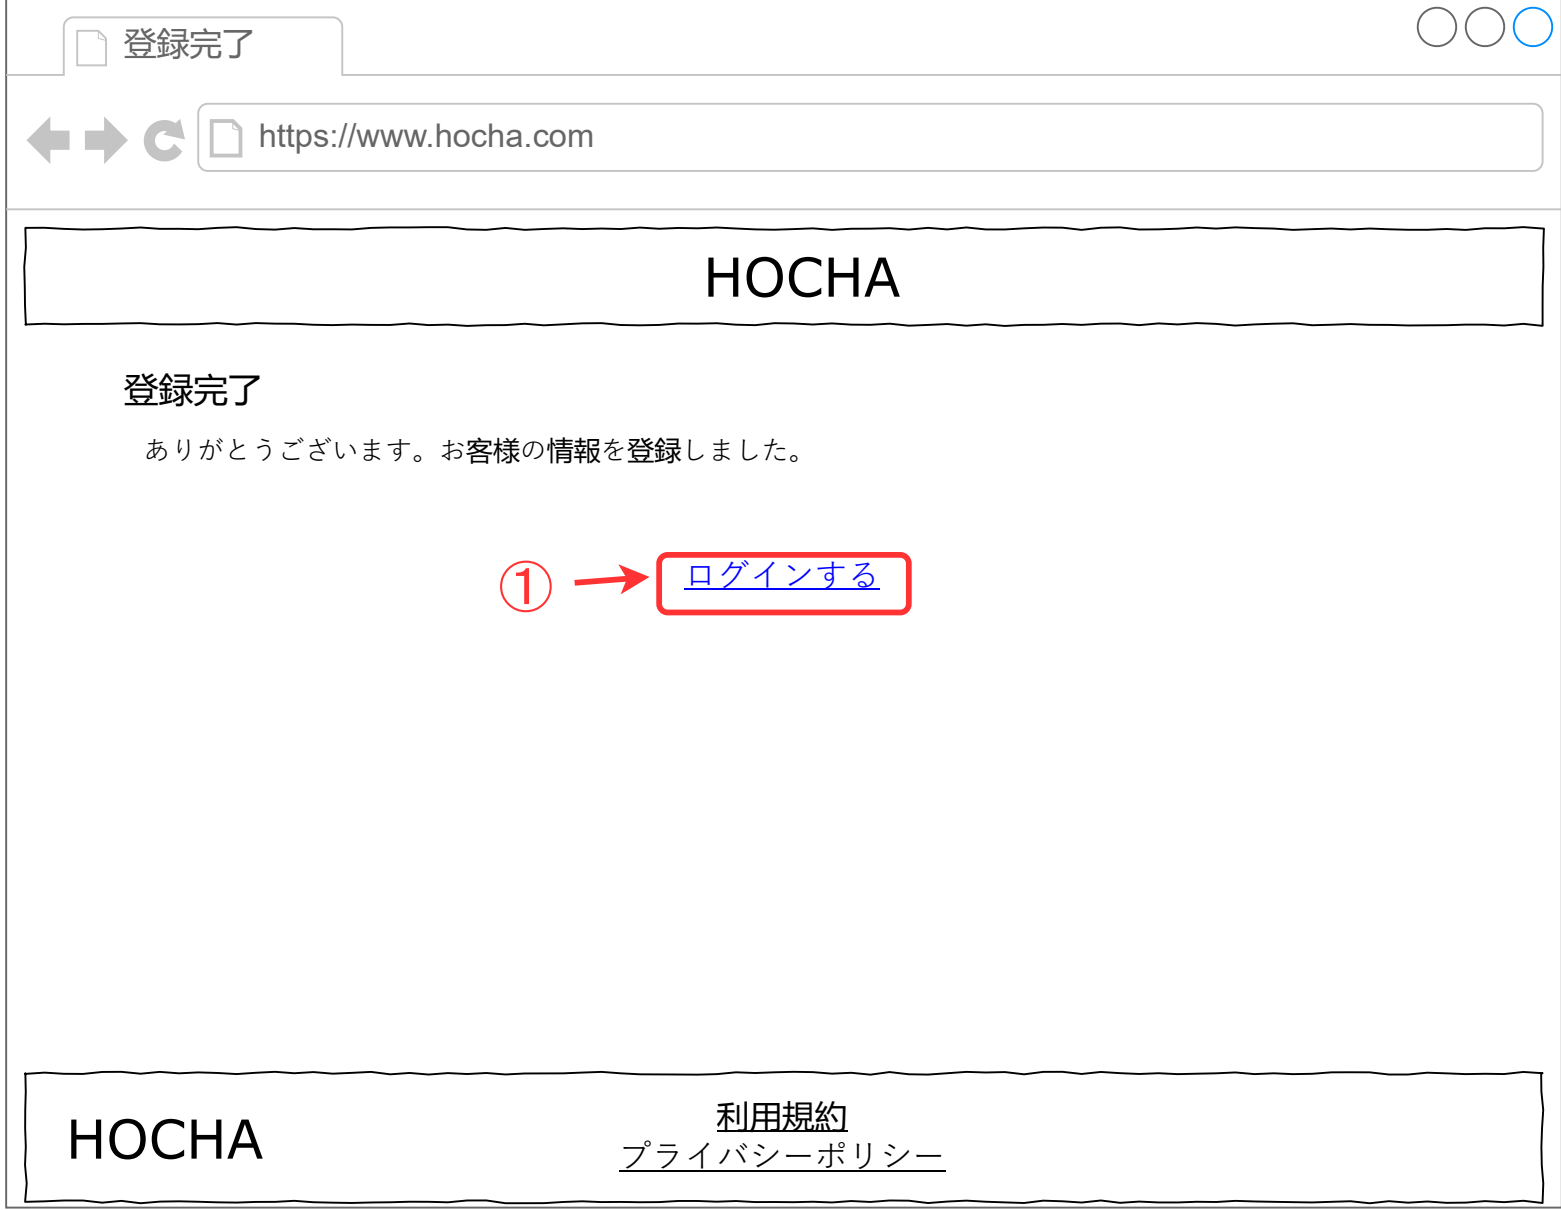 登録完了
https://www.hocha.com
HOCHA
登録完了
ありがとうございます。お客様の情報を登録しました。
① ログインする
HOCHA
利用規約
プライバシーポリシー